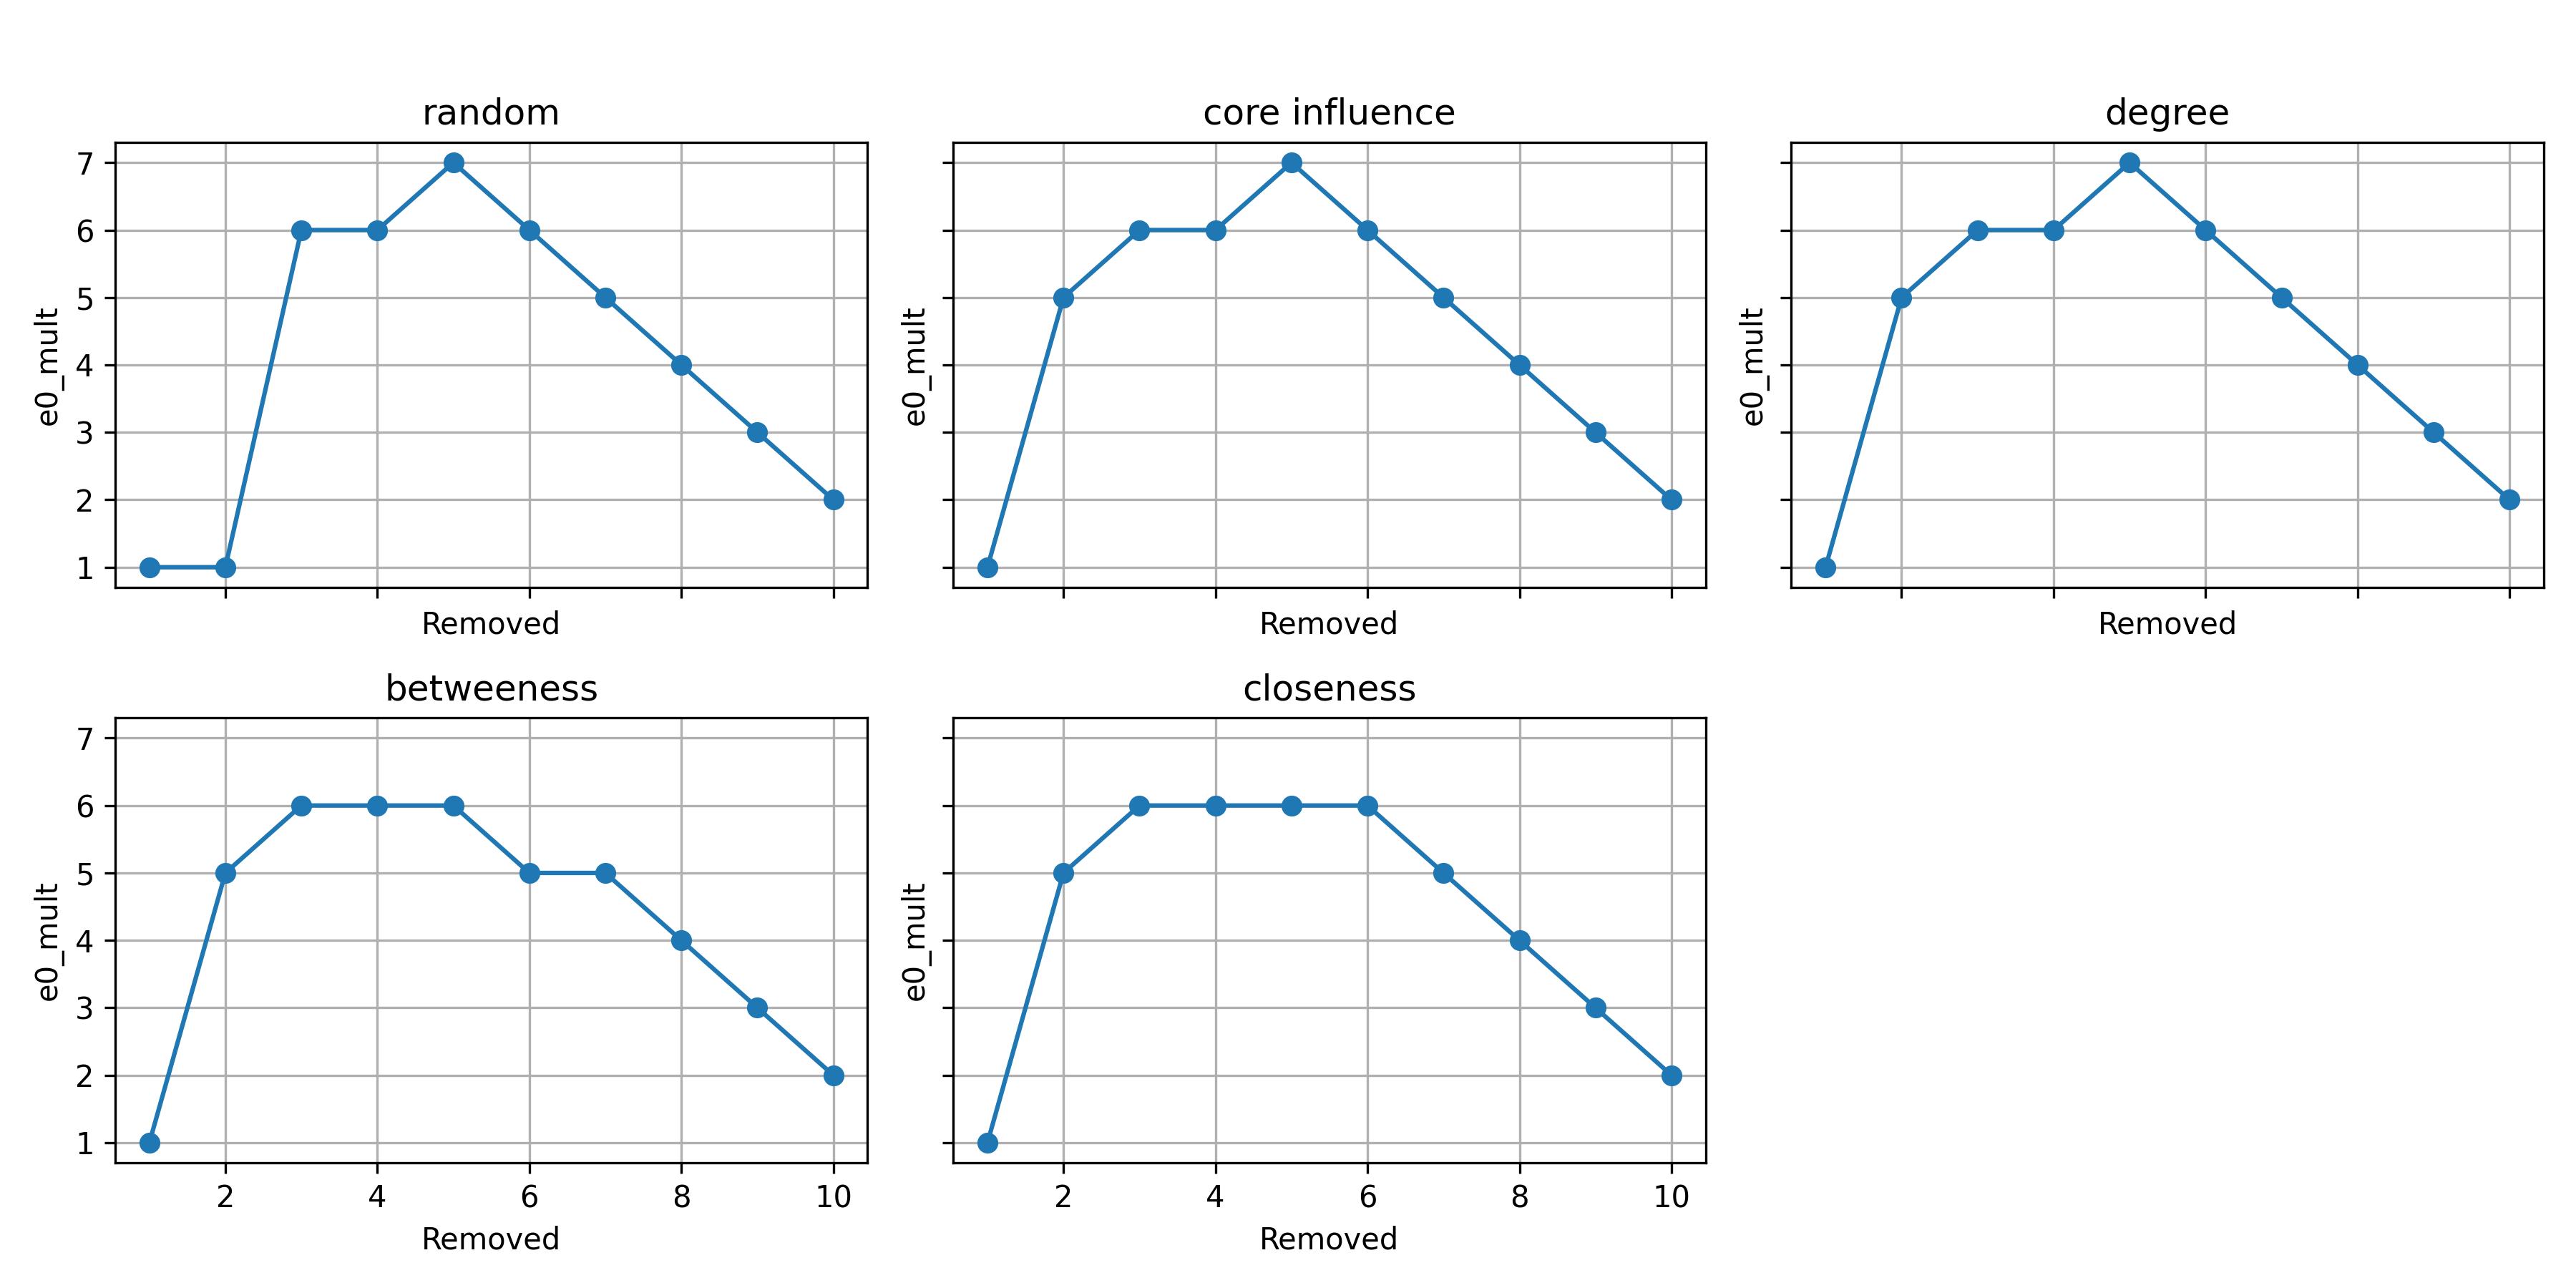 random
core influence
degree
7
6
5
4
3
2
1
e0_mult
e0_mult
e0_mult
Removed
Removed
Removed
betweeness
closeness
7
6
5
4
3
2
1
e0_mult
e0_mult
2 4 6 8 10
2 4 6 8 10
Removed
Removed